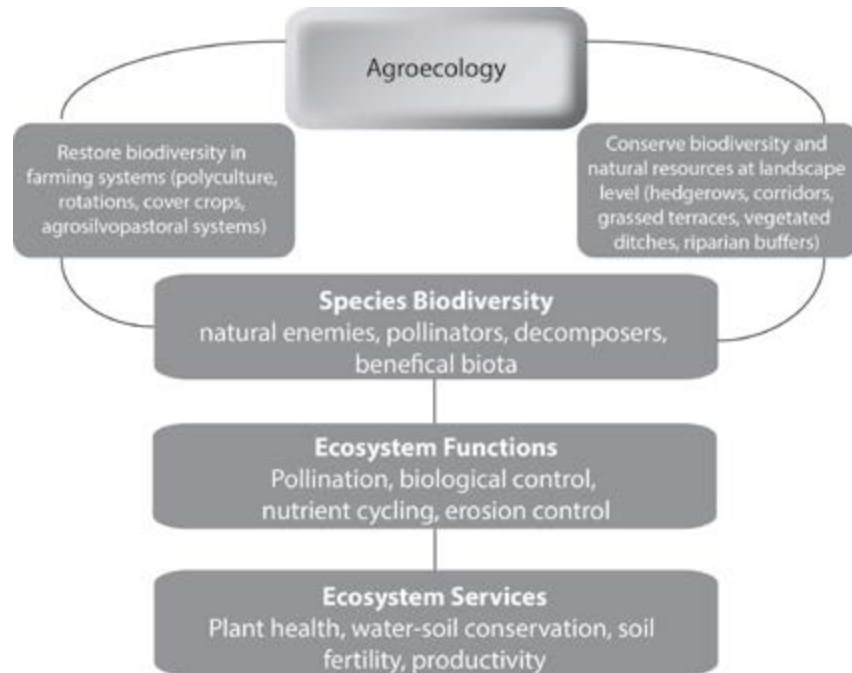 Agroecology
Restore biodiversity in
farming systems (polyculture,
rotations, cover crops,
agrosilvopastoral systems)
Conserve biodiversity and
natural resources at landscape
level (hedgerows, corridors,
grassed terraces, vegetated
ditches, riparian buffers)
Species Biodiversity
natural enemies, pollinators, decomposers,
benefical biota
Ecosystem Functions
Pollination, biological control,
nutrient cycling, erosion control
Ecosystem Services
Plant health, water-soil conservation, soil
fertility, productivity